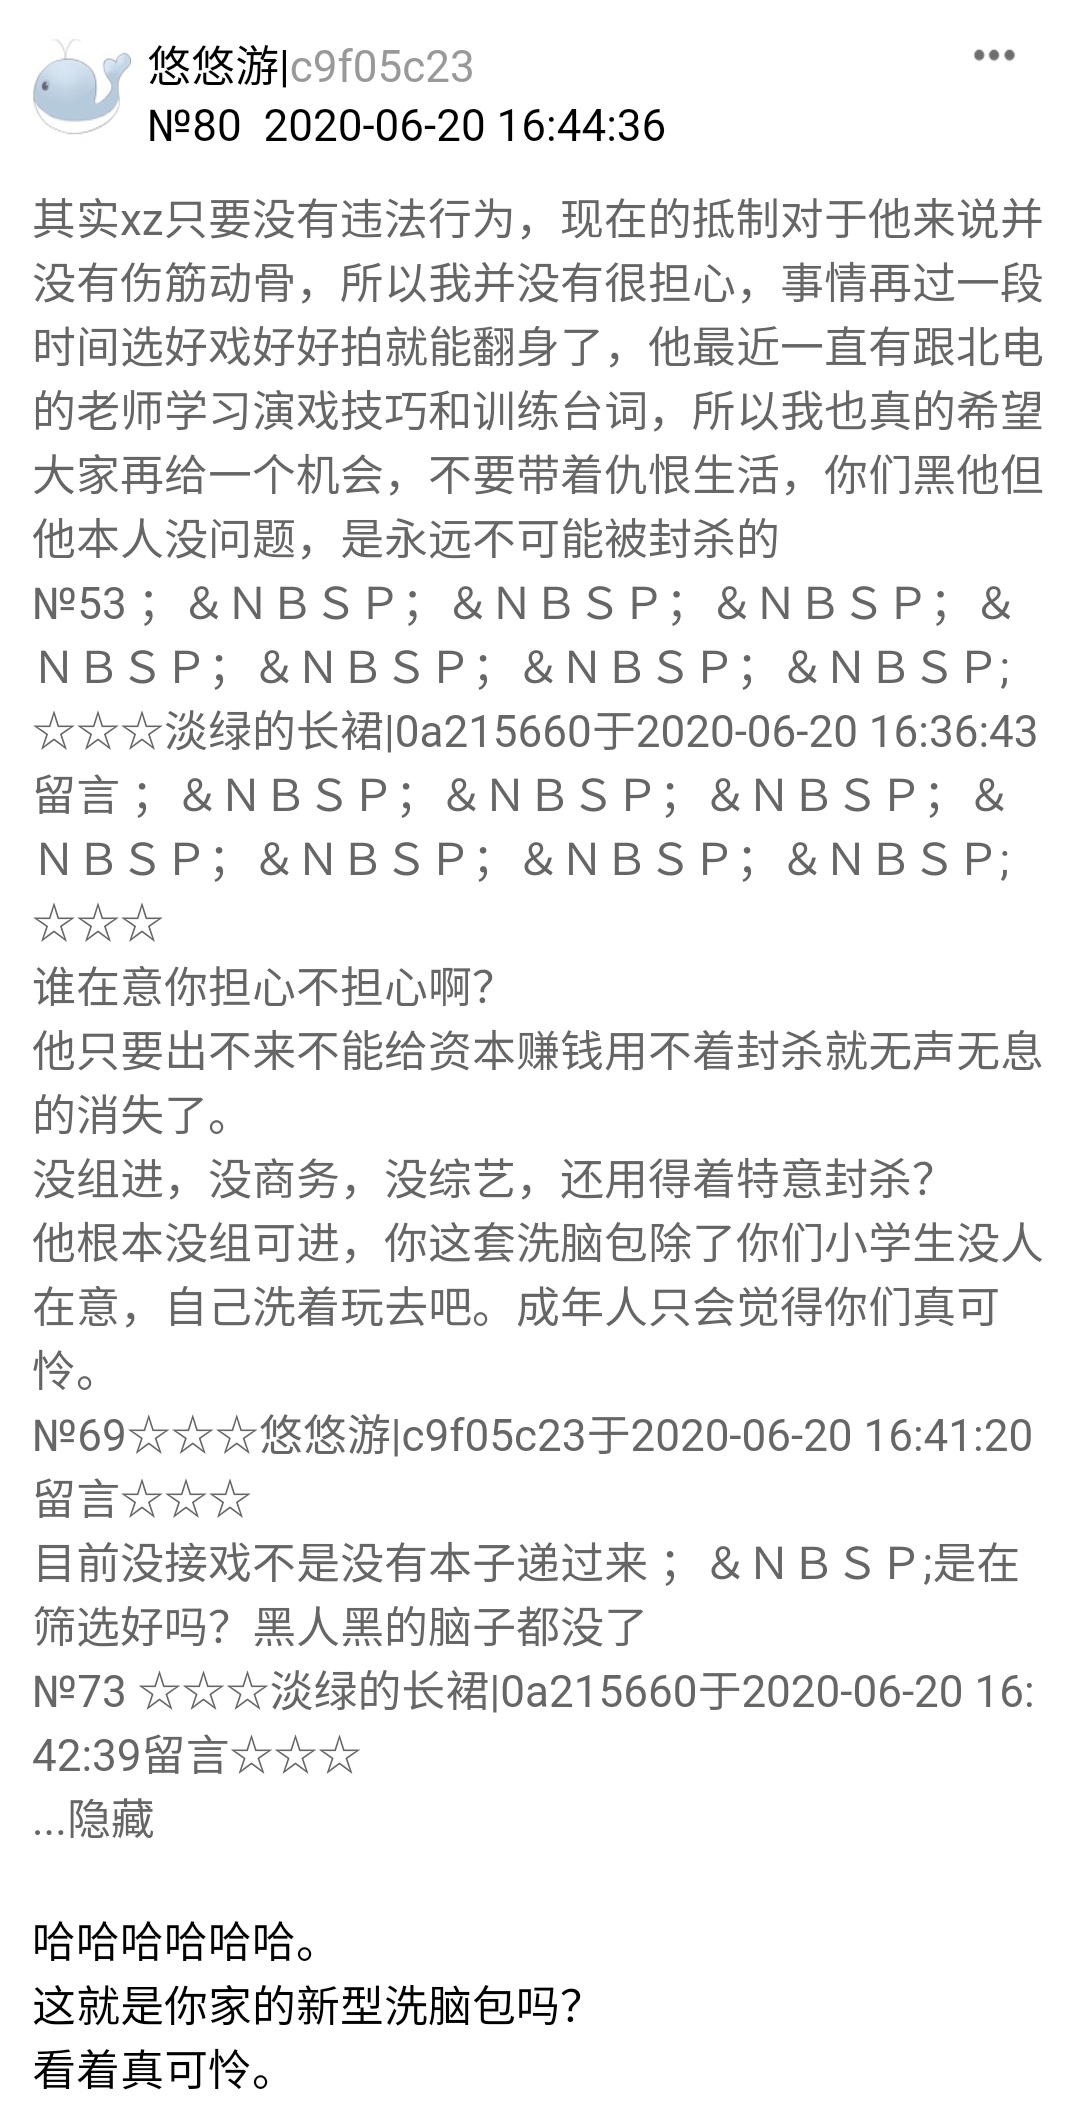 悠悠游|c9f05c23
№80 2020-06-20 16:44:36
其实xz只要没有违法行为，现在的抵制对于他来说并
没有伤筋动骨，所以我并没有很担心，事情再过一段
时间选好戏好好拍就能翻身了，他最近一直有跟北电
的老师学习演戏技巧和训练台词，所以我也真的希望
大家再给一个机会，不要带着仇恨生活，你们黑他但
他本人没问题，是永远不可能被封杀的
№53； ＆ＮＢＳＰ； ＆ＮＢＳＰ； ＆ＮＢＳＰ； ＆
ＮＢＳＰ； ＆ＮＢＳＰ； ＆ＮＢＳＰ； ＆ＮＢＳＰ;
☆☆☆淡绿的长裙|0a215660于2020-06-20 16:36:43
留言； ＆ＮＢＳＰ； ＆ＮＢＳＰ； ＆ＮＢＳＰ； ＆
ＮＢＳＰ； ＆ＮＢＳＰ； ＆ＮＢＳＰ； ＆ＮＢＳＰ;
☆☆☆
谁在意你担心不担心啊？
他只要出不来不能给资本赚钱用不着封杀就无声无息
的消失了。
没组进，没商务，没综艺，还用得着特意封杀？
他根本没组可进，你这套洗脑包除了你们小学生没人
在意，自己洗着玩去吧。成年人只会觉得你们真可
怜。
№69☆☆☆悠悠游|c9f05c23于2020-06-20 16:41:20
留言☆☆☆
目前没接戏不是没有本子递过来； ＆ＮＢＳＰ;是在
筛选好吗？黑人黑的脑子都没了
№73 ☆☆☆淡绿的长裙|0a215660于2020-06-20 16:
42:39留言☆☆☆
...隐藏
哈哈哈哈哈哈。
这就是你家的新型洗脑包吗？
看着真可怜。